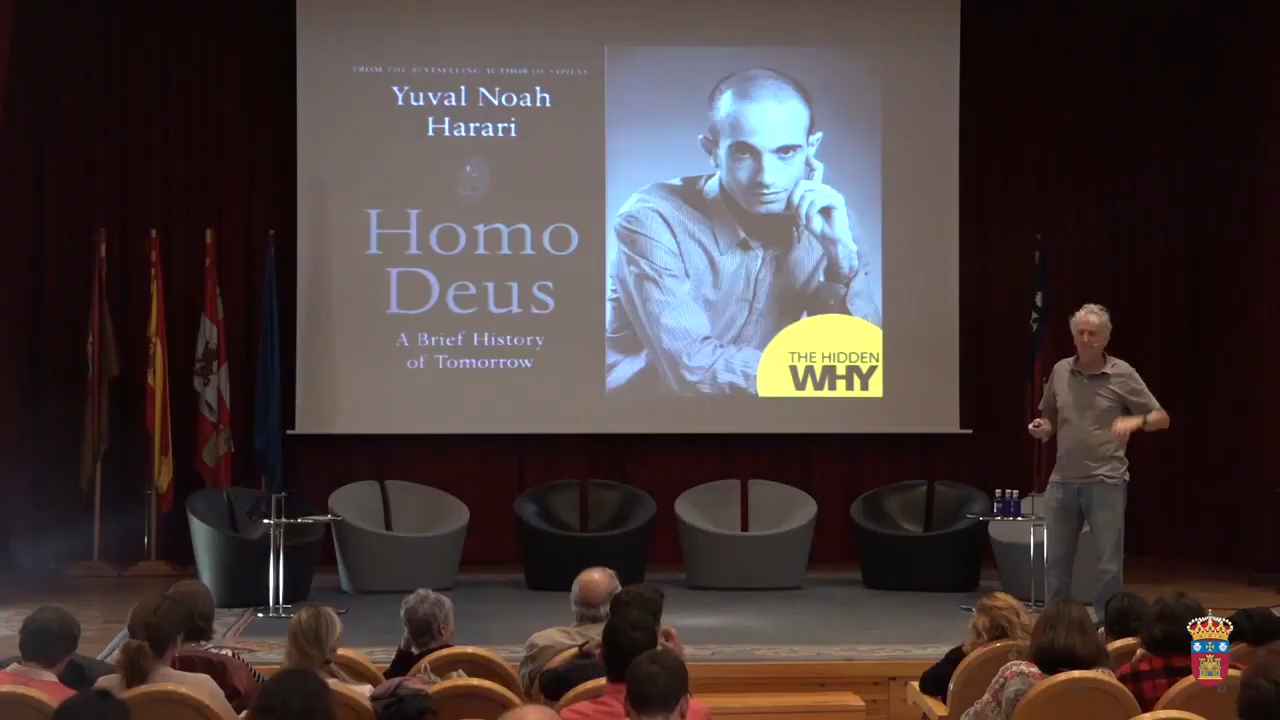 FROM THE BESTSELLING AUTHOR OF SAPIENS
Yuval Noah
Harari
Homo
Deus
A Brief History
of Tomorrow
THE HIDDEN
WHY